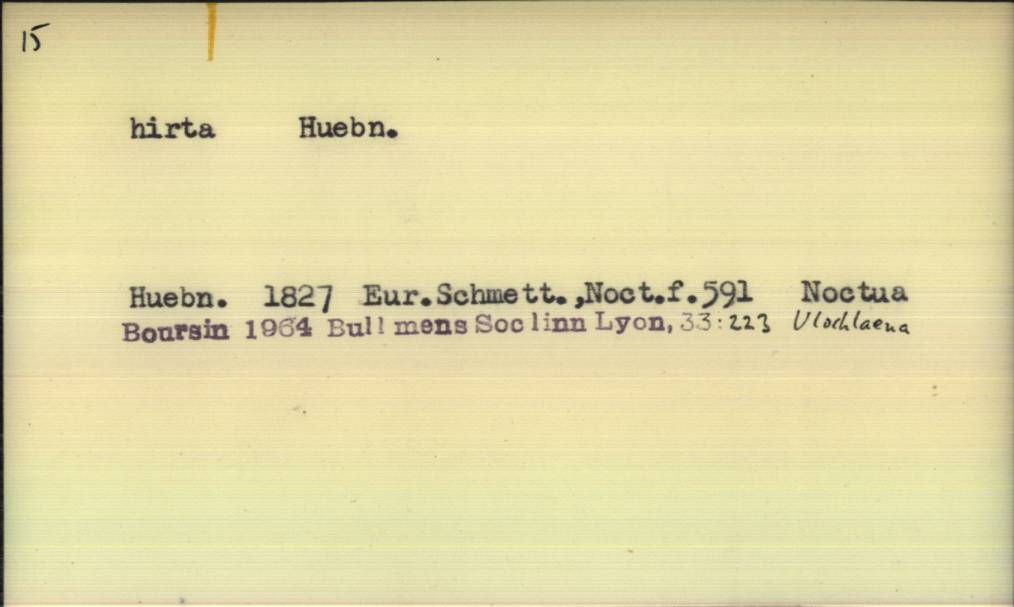 15
hirta Huebn.
Huebn. 1827 Eur.Schmett.,Noct.f.591 Noctua
Boursin 1964 Bull mens Soc linn Lyon, 33:223 Ulochlaena